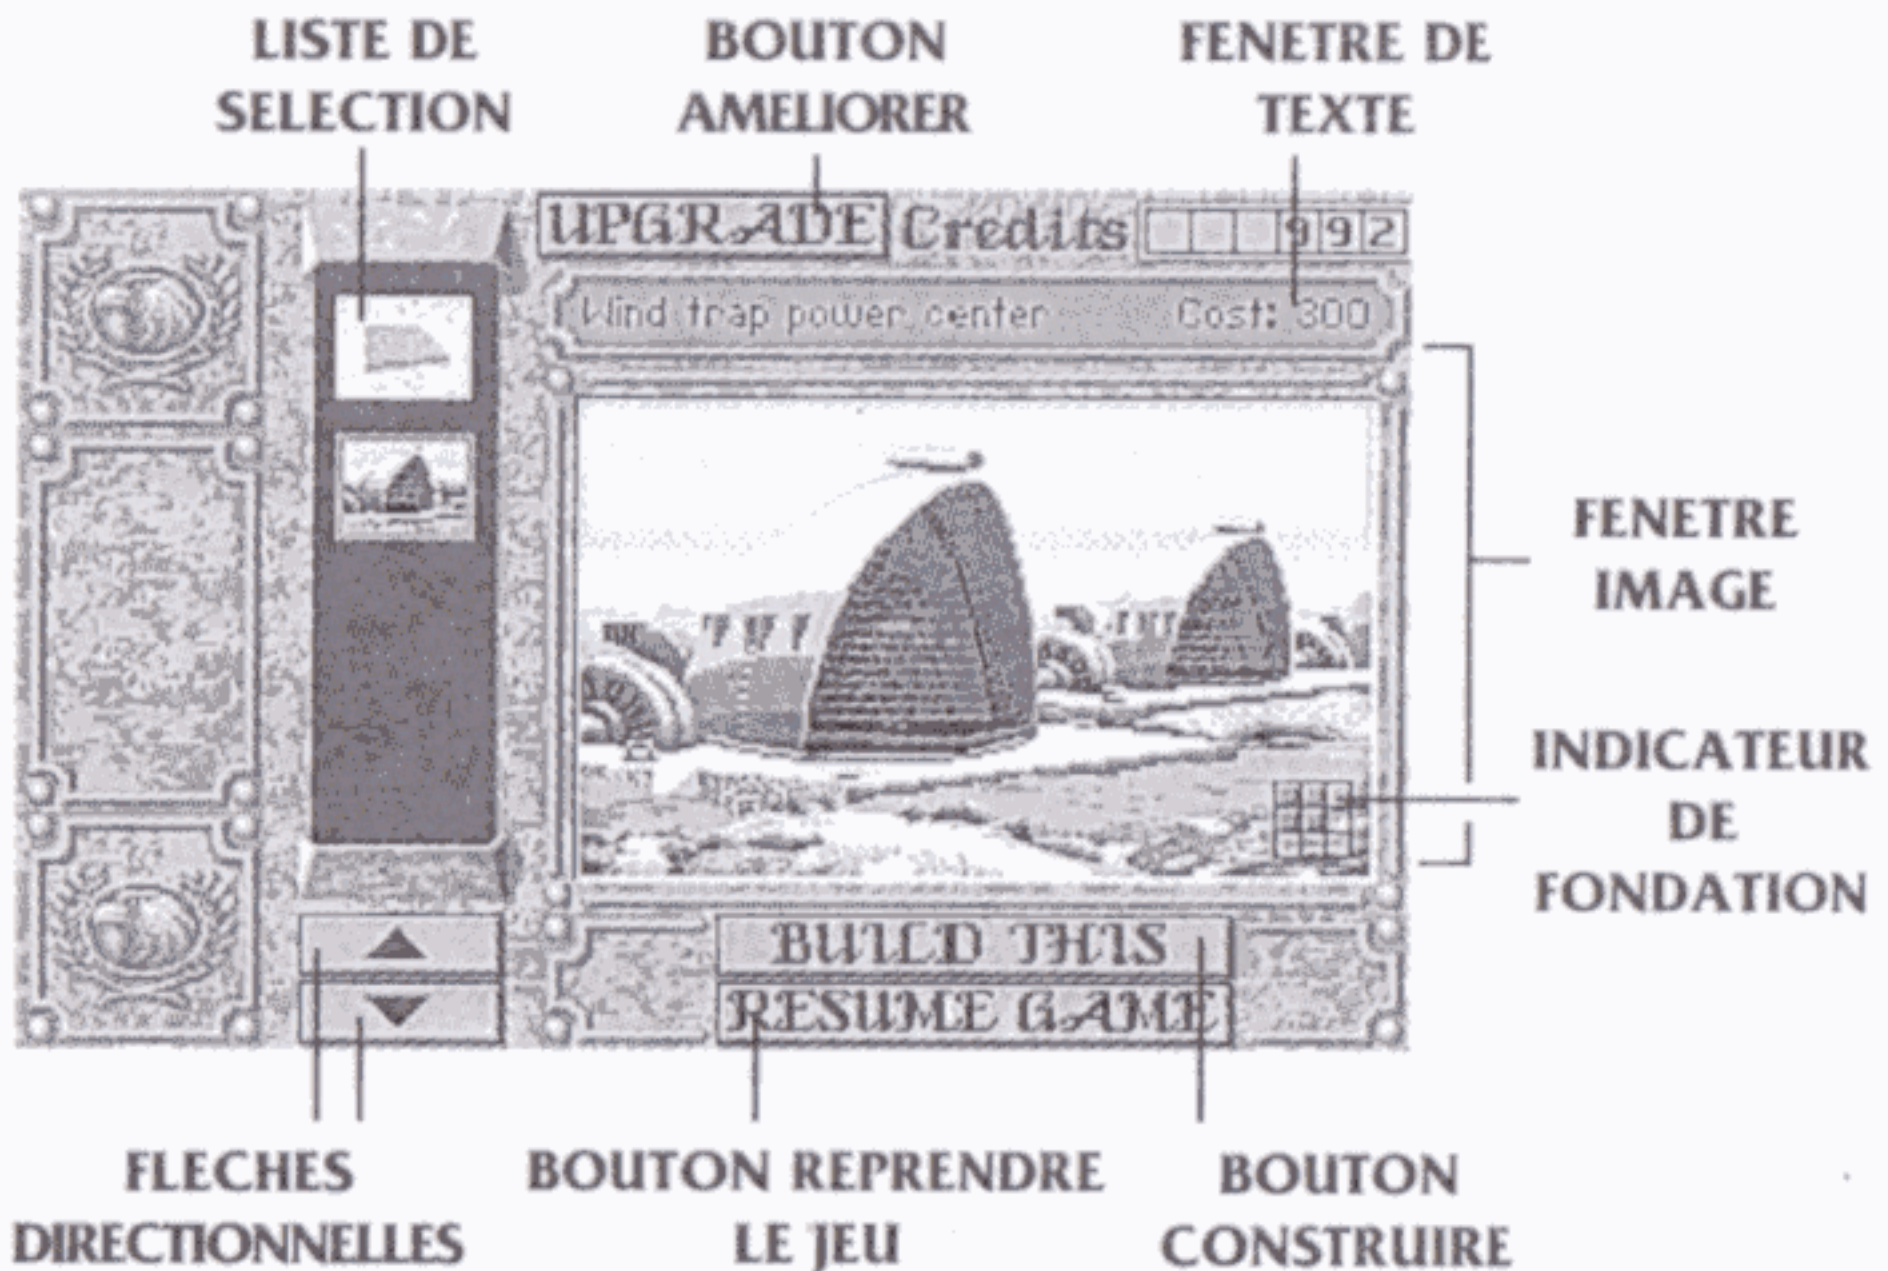 LISTE DE
SELECTION
BOUTON
AMELIORER
FENETRE DE
TEXTE
UPGRADE Credits 992
Wind trap power center Cost: 300
FENETRE
IMAGE
INDICATEUR
DE
FONDATION
BUILD THIS
RESUME GAME
FLECHES
DIRECTIONNELLES
BOUTON REPRENDRE
LE JEU
BOUTON
CONSTRUIRE